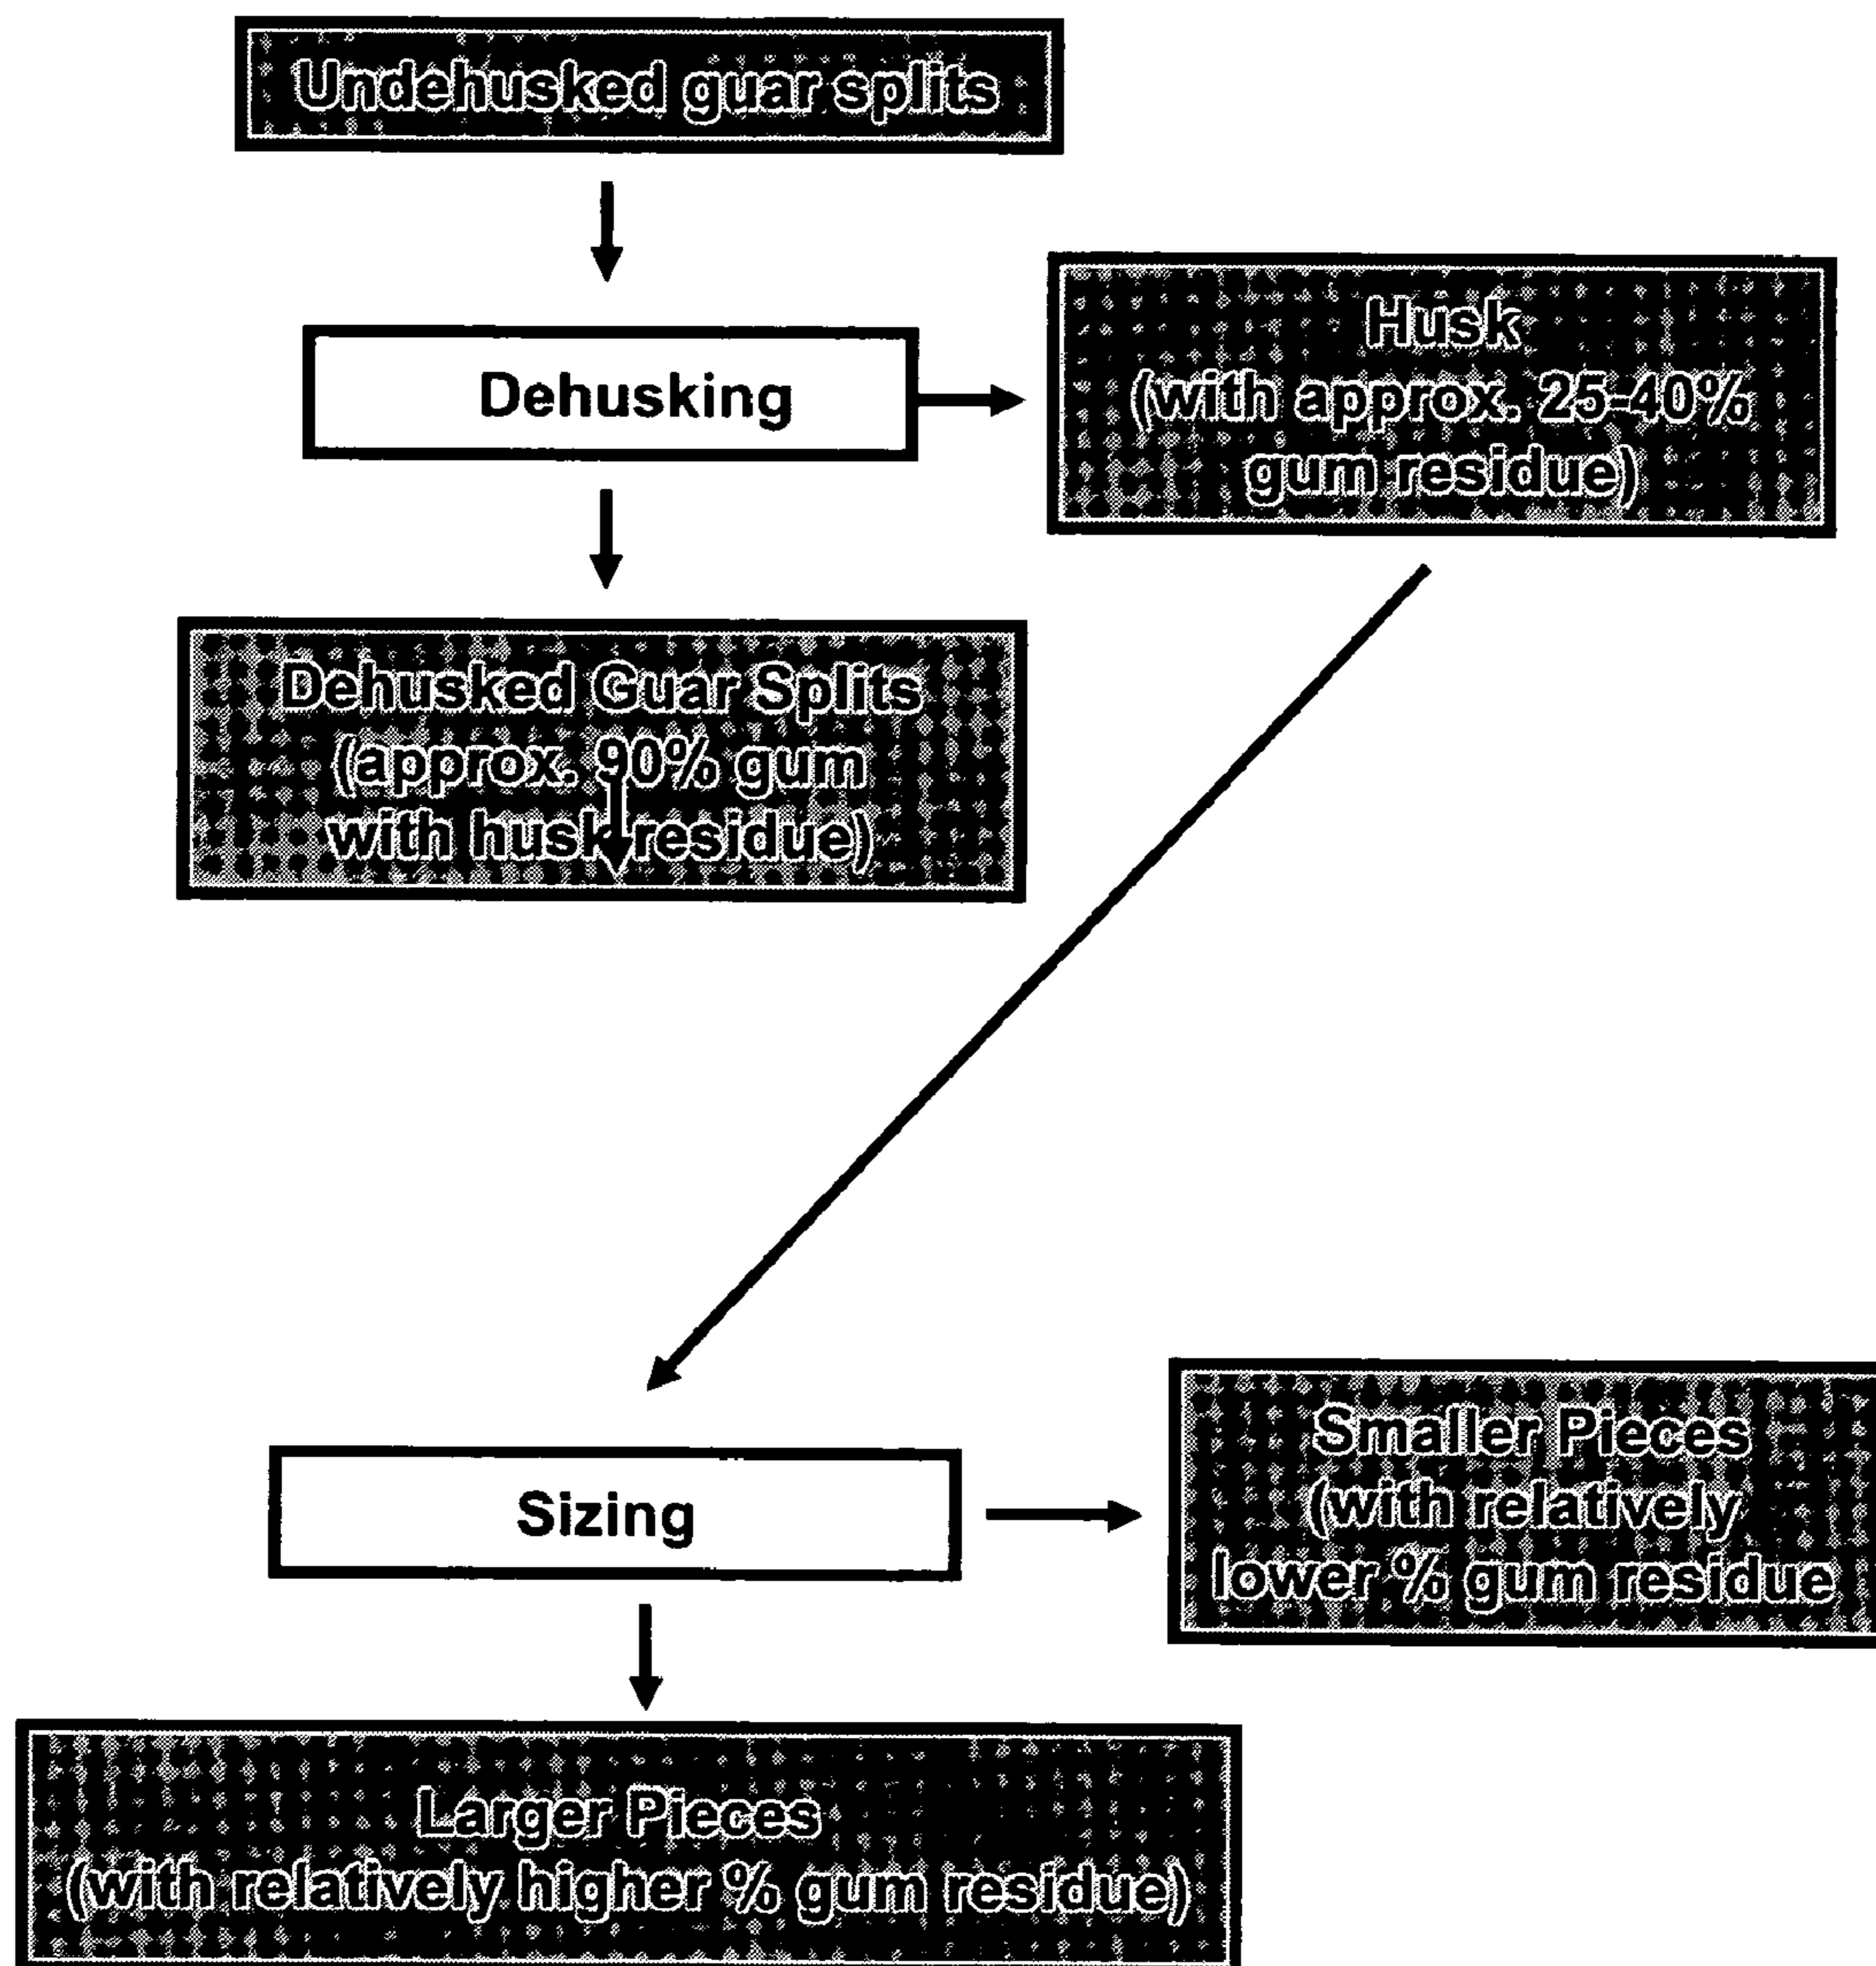 Undehusked guar splits
Dehusking
Husk
(with approx. 25-40%
gum residue)
Dehusked Guar Splits
(approx. 90% gum
with husk residue)
Sizing
Smaller Pieces
(with relatively
lower % gum residue
Larger Pieces
(with relatively higher % gum residue)